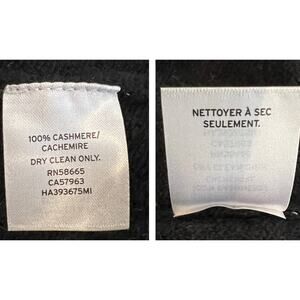 100% CASHMERE/
CACHEMIRE
DRY CLEAN ONLY.
RN58665
CA57963
HA393675MI
NETTOYER À SEC
SEULEMENT.